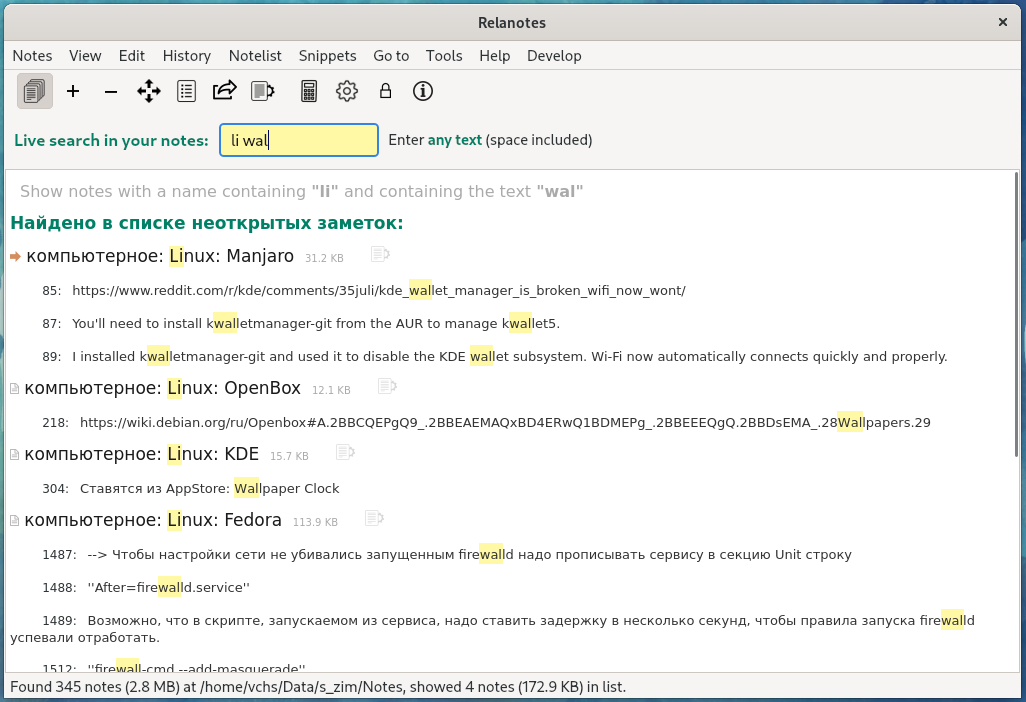 Relanotes
Notes View Edit History Notelist Snippets Go to Tools Help Develop
Live search in your notes: li wal Enter any text (space included)
Show notes with a name containing "li" and containing the text "wal"
Найдено в списке неоткрытых заметок:
компьютерное: Linux: Manjaro 31.2 KB
85: https://www.reddit.com/r/kde/comments/35juli/kde_wallet_manager_is_broken_wifi_now_wont/
87: You'll need to install kwalletmanager-git from the AUR to manage kwallet5.
89: I installed kwalletmanager-git and used it to disable the KDE wallet subsystem. Wi-Fi now automatically connects quickly and properly.
компьютерное: Linux: OpenBox 12.1 KB
218: https://wiki.debian.org/ru/Openbox#A.2BBCQEPgQ9_.2BBEAEMAQxBD4ERwQ1BDMEPg_.2BBEEEQgQ.2BBDsEMA_.28Wallpapers.29
компьютерное: Linux: KDE 15.7 KB
304: Ставятся из AppStore: Wallpaper Clock
компьютерное: Linux: Fedora 113.9 KB
1487: --> Чтобы настройки сети не убивались запущенным firewalld надо прописывать сервису в секцию Unit строку
1488: ''After=firewalld.service''
1489: Возможно, что в скрипте, запускаемом из сервиса, надо ставить задержку в несколько секунд, чтобы правила запуска firewalld
успевали отработать.
1512: ''firewall-cmd --add-masquerade''
Found 345 notes (2.8 MB) at /home/vchs/Data/s_zim/Notes, showed 4 notes (172.9 KB) in list.